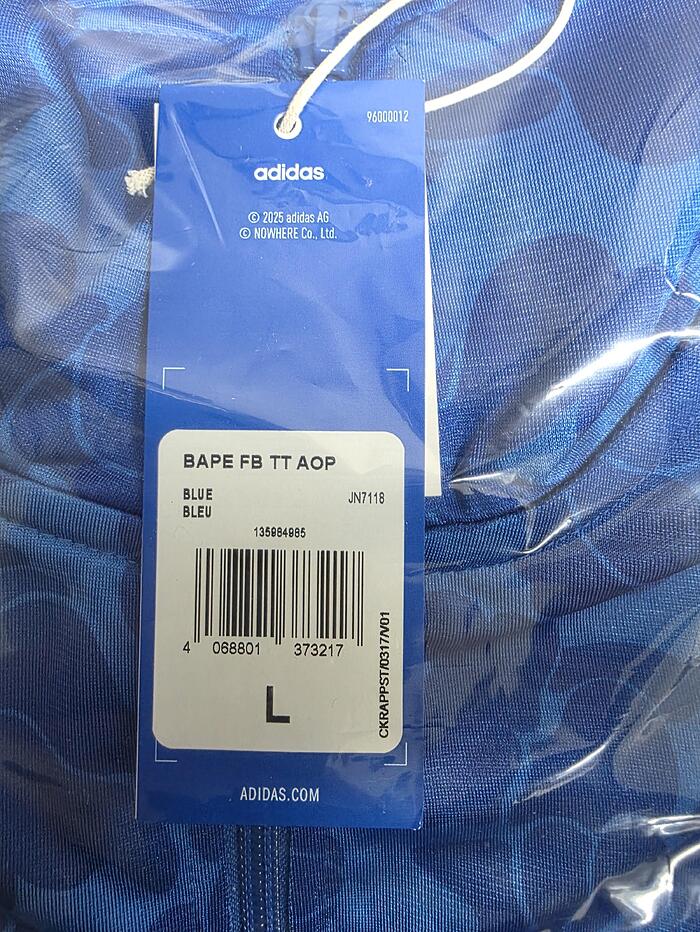 96000012
adidas
© 2025 adidas AG
© NOWHERE Co., Ltd.
BAPE FB TT AOP
BLUE JN7118
BLEU
135984985
4 068801 373217
L
CKRAPPST/0317/V01
ADIDAS.COM